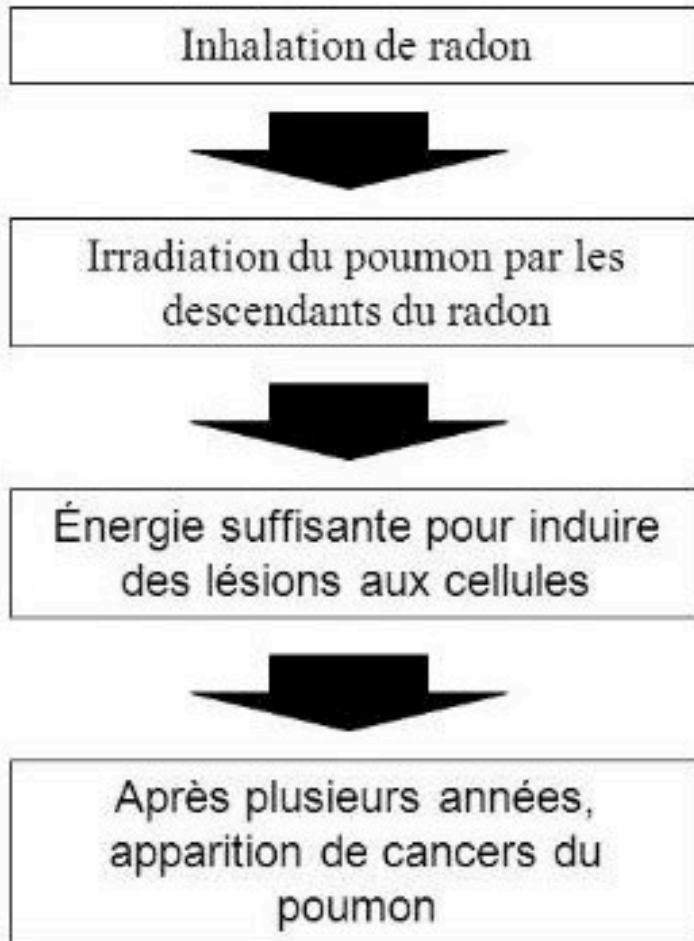 Inhalation de radon
Irradiation du poumon par les
descendants du radon
Énergie suffisante pour induire
des lésions aux cellules
Après plusieurs années,
apparition de cancers du
poumon